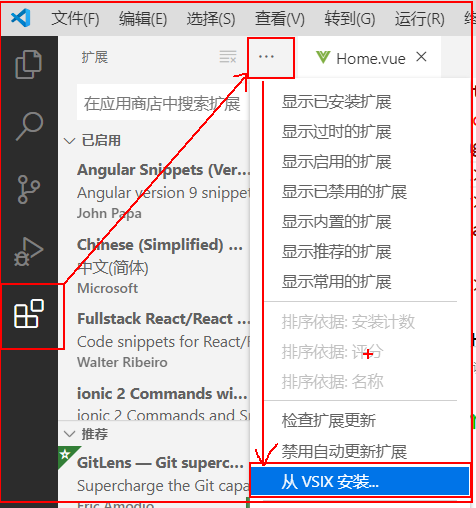 文件(F) 编辑(E) 选择(S) 查看(V) 转到(G) 运行(R)
扩展 ··· Home.vue
在应用商店中搜索扩展
已启用
Angular Snippets (Ver...
Angular version 9 snippet
John Papa
Chinese (Simplified) ...
中文(简体)
Microsoft
Fullstack React/React ...
Code snippets for React/F
Walter Ribeiro
ionic 2 Commands wi...
ionic 2 Commands and
推荐
GitLens — Git superc...
Supercharge the Git capa
Eric Amodio
显示已安装扩展
显示过时的扩展
显示启用的扩展
显示已禁用的扩展
显示内置的扩展
显示推荐的扩展
显示常用的扩展
排序依据: 安装计数
排序依据: 评分
排序依据: 名称
检查扩展更新
禁用自动更新扩展
从 VSIX 安装...